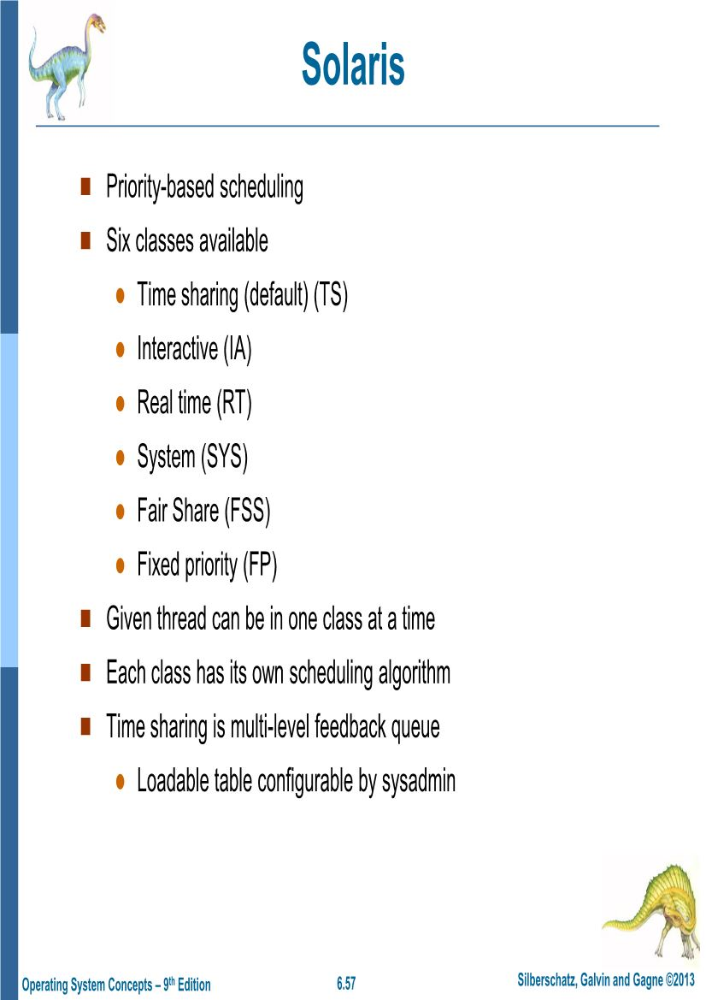 Solaris
Priority-based scheduling
Six classes available
Time sharing (default) (TS)
Interactive (IA)
Real time (RT)
System (SYS)
Fair Share (FSS)
Fixed priority (FP)
Given thread can be in one class at a time
Each class has its own scheduling algorithm
Time sharing is multi-level feedback queue
Loadable table configurable by sysadmin
Operating System Concepts – 9th Edition
6.57
Silberschatz, Galvin and Gagne ©2013